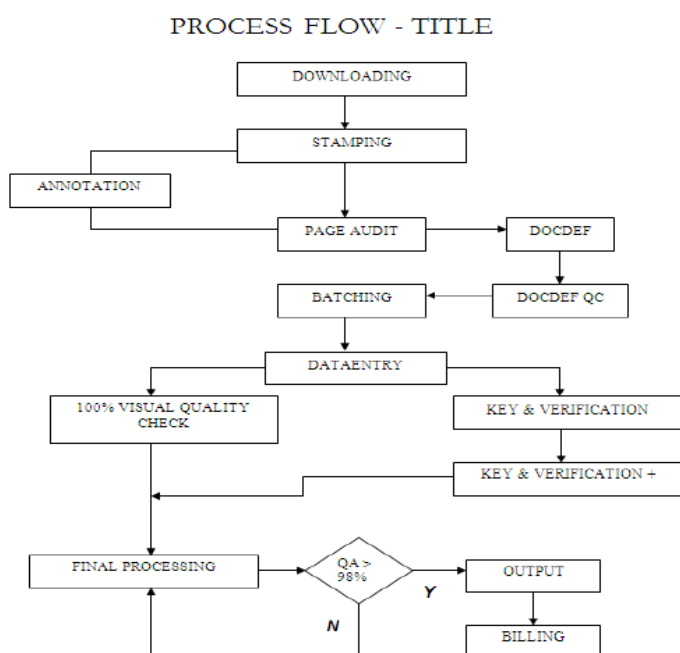 PROCESS FLOW - TITLE
DOWNLOADING
STAMPING
ANNOTATION
PAGE AUDIT
DOCDEF
BATCHING
DOCDEF QC
DATAENTRY
100% VISUAL QUALITY
CHECK
KEY & VERIFICATION
KEY & VERIFICATION +
FINAL PROCESSING
QA >
98%
Y
OUTPUT
N
BILLING